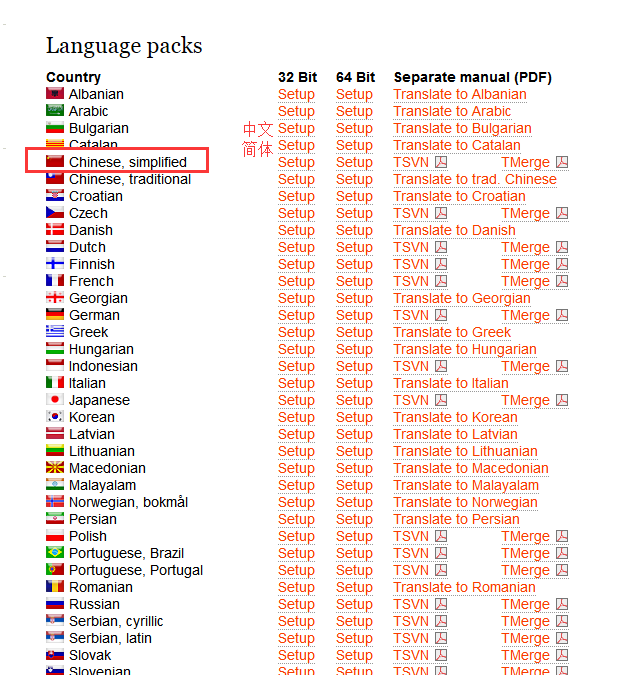 Language packs
Country 32 Bit 64 Bit Separate manual (PDF)
Albanian Setup Setup Translate to Albanian
Arabic Setup Setup Translate to Arabic
Bulgarian 中文 Setup Setup Translate to Bulgarian
Catalan 简体 Setup Setup Translate to Catalan
Chinese, simplified Setup Setup TSVN TMerge
Chinese, traditional Setup Setup Translate to trad. Chinese
Croatian Setup Setup Translate to Croatian
Czech Setup Setup TSVN TMerge
Danish Setup Setup Translate to Danish
Dutch Setup Setup TSVN TMerge
Finnish Setup Setup TSVN TMerge
French Setup Setup TSVN TMerge
Georgian Setup Setup Translate to Georgian
German Setup Setup TSVN TMerge
Greek Setup Setup Translate to Greek
Hungarian Setup Setup Translate to Hungarian
Indonesian Setup Setup TSVN TMerge
Italian Setup Setup Translate to Italian
Japanese Setup Setup TSVN TMerge
Korean Setup Setup Translate to Korean
Latvian Setup Setup Translate to Latvian
Lithuanian Setup Setup Translate to Lithuanian
Macedonian Setup Setup Translate to Macedonian
Malayalam Setup Setup Translate to Malayalam
Norwegian, bokmål Setup Setup Translate to Norwegian
Persian Setup Setup Translate to Persian
Polish Setup Setup TSVN TMerge
Portuguese, Brazil Setup Setup TSVN TMerge
Portuguese, Portugal Setup Setup TSVN TMerge
Romanian Setup Setup Translate to Romanian
Russian Setup Setup TSVN TMerge
Serbian, cyrillic Setup Setup TSVN TMerge
Serbian, latin Setup Setup TSVN TMerge
Slovak Setup Setup TSVN TMerge
Slovenian Setup Setup TSVN TMerge